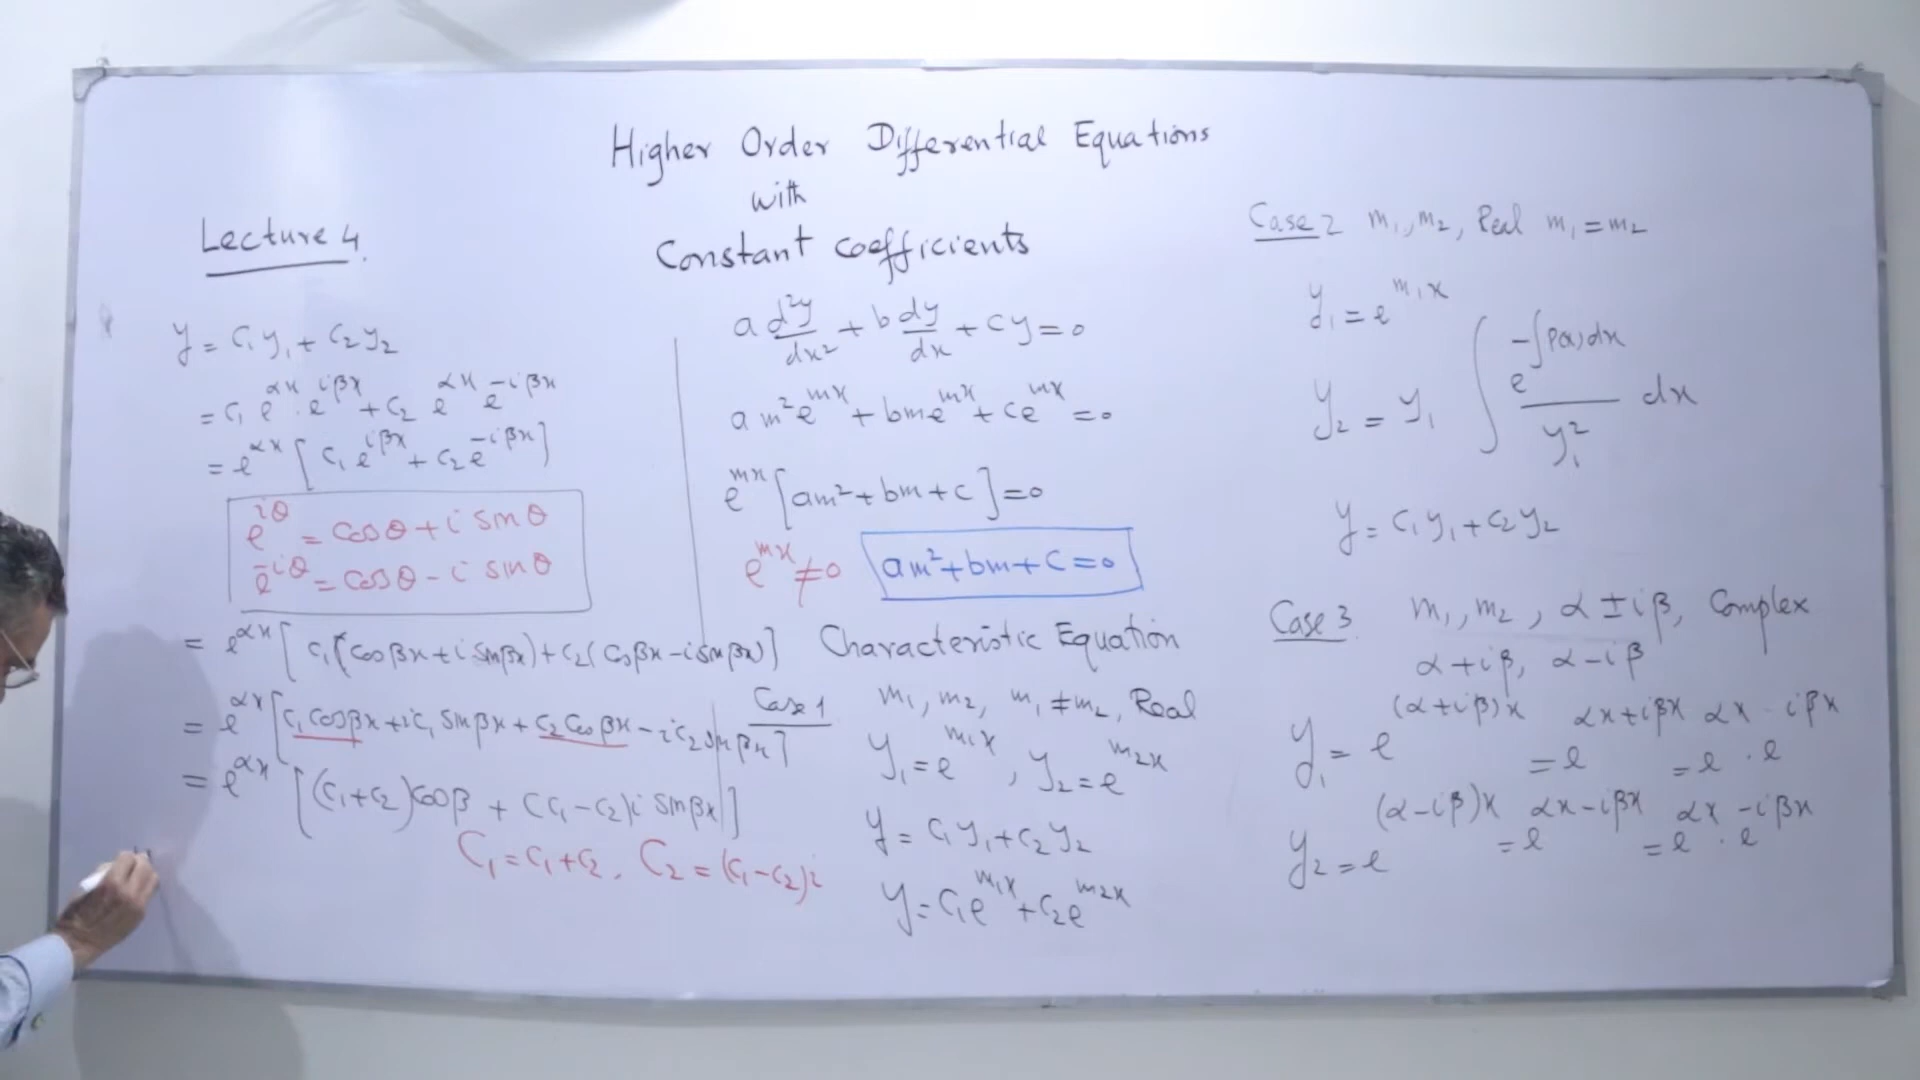 Higher Order Differential Equations
with
Constant coefficients
Lecture 4.
y = c₁y₁ + c₂y₂
= c₁ e^{αx} . e^{iβx} + c₂ e^{αx} e^{-iβx}
= e^{αx} [ c₁ e^{iβx} + c₂ e^{-iβx} ]
e^{iθ} = cosθ + i sinθ
e^{-iθ} = cosθ - i sinθ
= e^{αx} [ c₁(cosβx + i sinβx) + c₂(cosβx - i sinβx) ]
= e^{αx} [ c₁ cosβx + ic₁ sinβx + c₂ cosβx - ic₂ sinβx ]
= e^{αx} [ (c₁+c₂)cosβ + (c₁-c₂)i sinβx ]
C₁ = c₁+c₂ , C₂ = (c₁-c₂)i
a d²y/dx² + b dy/dx + cy = 0
am²e^{mx} + bme^{mx} + ce^{mx} = 0
e^{mx} [ am² + bm + c ] = 0
e^{mx} ≠ 0 am² + bm + c = 0
Characteristic Equation
Case 1 m₁, m₂, m₁ ≠ m₂, Real
y₁ = e^{m₁x} , y₂ = e^{m₂x}
y = c₁y₁ + c₂y₂
y = c₁e^{m₁x} + c₂e^{m₂x}
Case 2 m₁, m₂, Real m₁ = m₂
y₁ = e^{m₁x}
y₂ = y₁ ∫ e^{-∫P(x)dx} / y₁² dx
y = c₁y₁ + c₂y₂
Case 3 m₁, m₂ , α ± iβ, Complex
α + iβ, α - iβ
y₁ = e^{(α+iβ)x} = e^{αx+iβx} = e^{αx} . e^{iβx}
y₂ = e^{(α-iβ)x} = e^{αx-iβx} = e^{αx} . e^{-iβx}